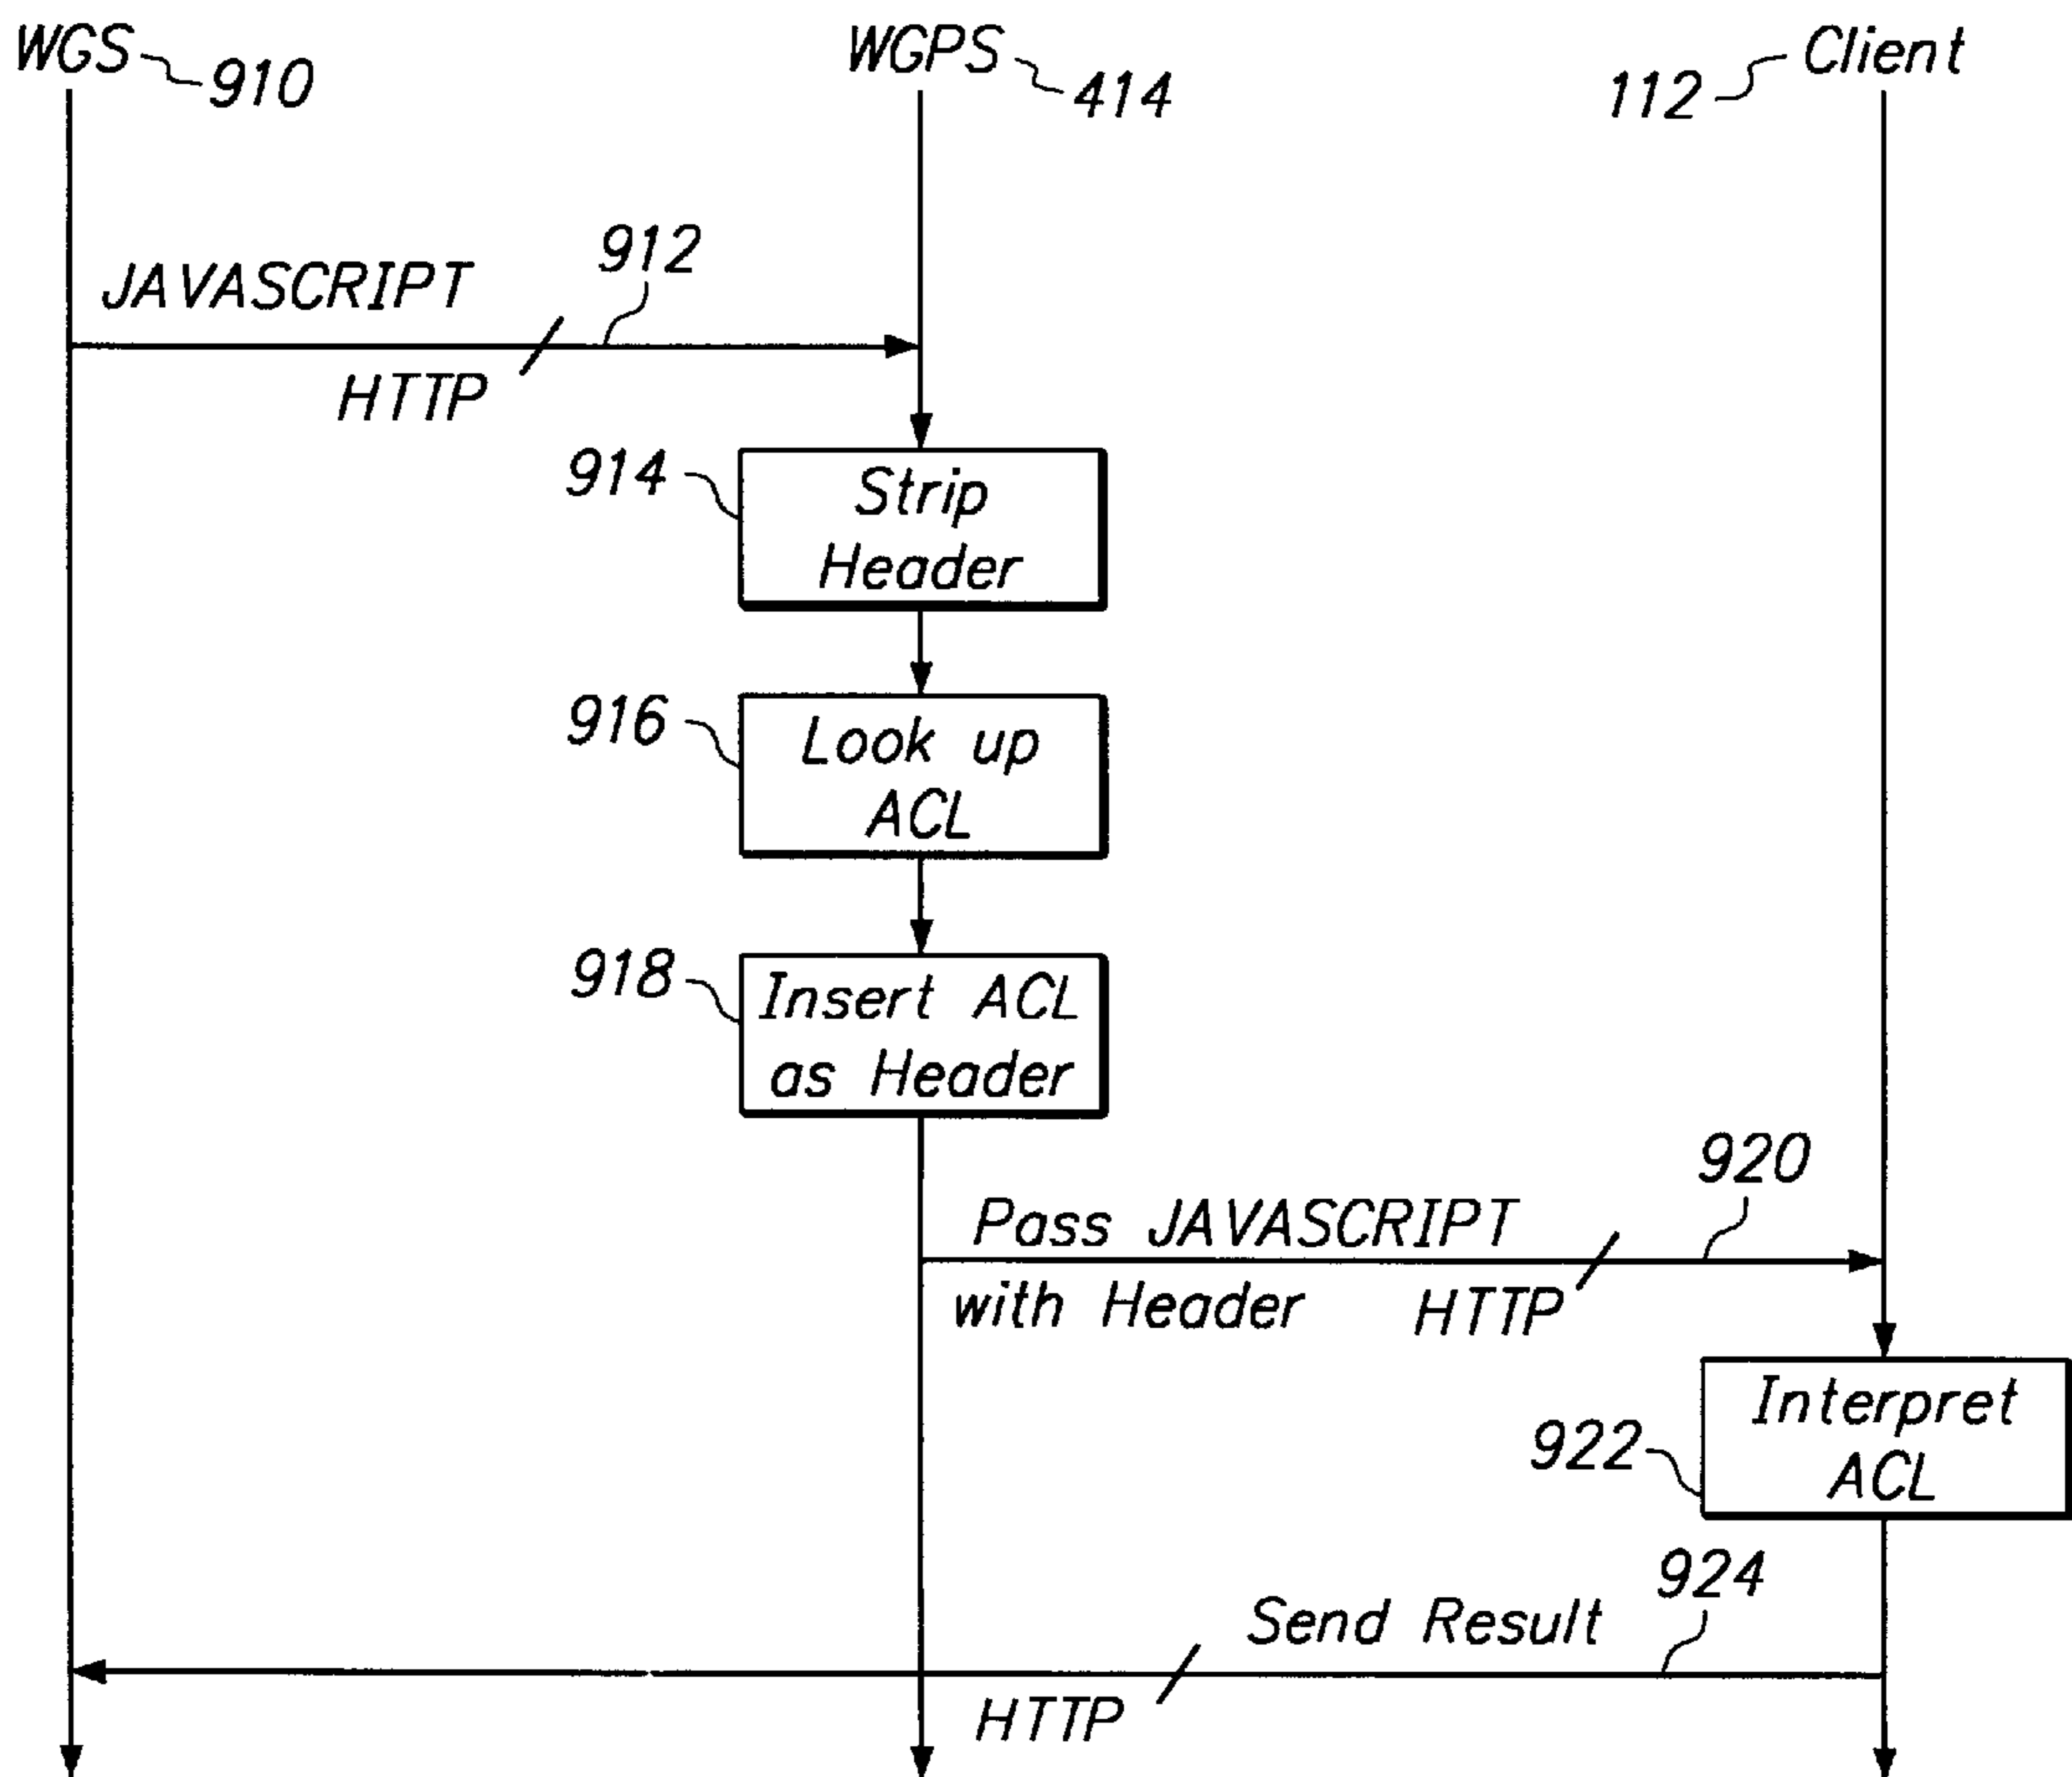 WGS 910
WGPS 414
112 Client
912
JAVASCRIPT
HTTP
914
Strip
Header
916
Look up
ACL
918
Insert ACL
as Header
920
Pass JAVASCRIPT
with Header HTTP
Interpret
922
ACL
924
Send Result
HTTP